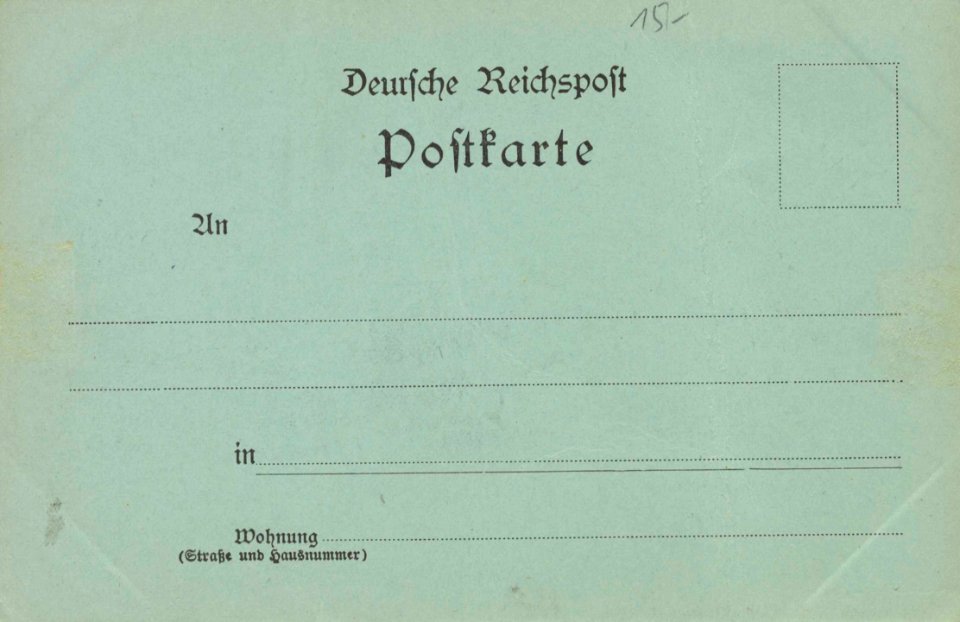 15.-
Deutsche Reichspost
Postkarte
An
in
Wohnung
(Straße und Hausnummer)